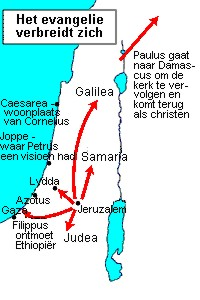 Het evangelie
verbreidt zich
Paulus gaat
naar Damas-
cus om de
kerk te ver-
volgen en
komt terug
als christen
Galilea
Caesarea -
woonplaats
van Cornelius
Joppe -
waar Petrus
een visioen had
Samaria
Lydda
Azotus
Gaza
Jeruzalem
Filippus
ontmoet
Ethiopiër
Judea